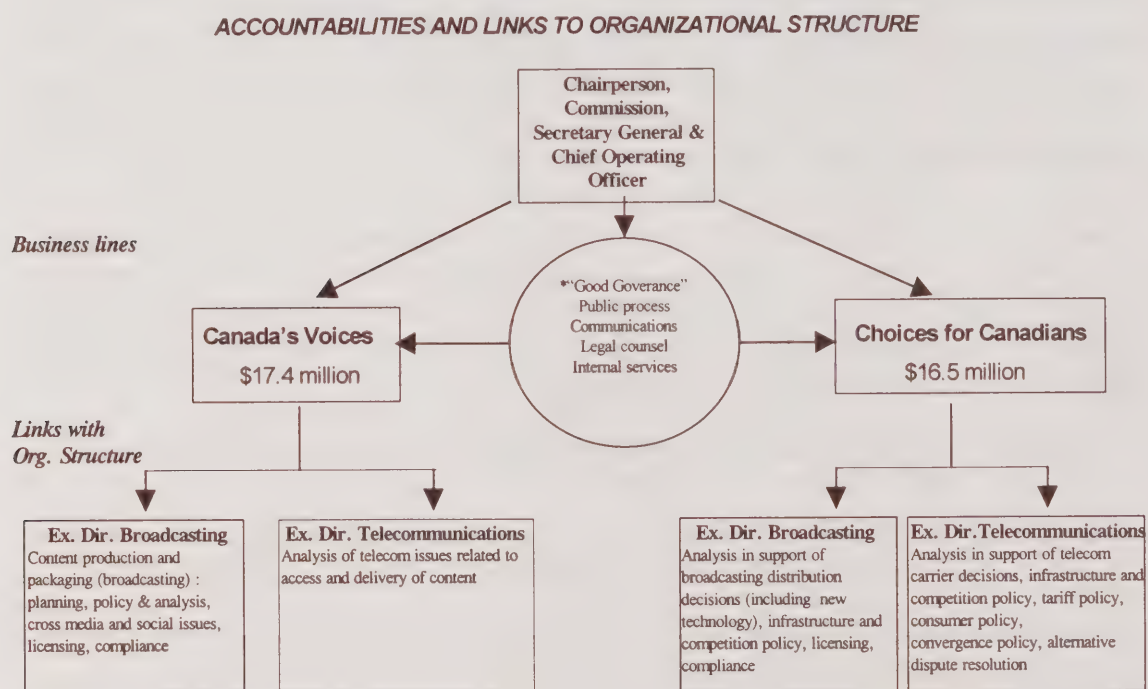 ACCOUNTABILITIES AND LINKS TO ORGANIZATIONAL STRUCTURE
Chairperson,
Commission,
Secretary General &
Chief Operating
Officer
Business lines
*"Good Goverance"
Public process
Communications
Legal counsel
Internal services
Canada's Voices
$17.4 million
Choices for Canadians
$16.5 million
Links with
Org. Structure
Ex. Dir. Broadcasting
Content production and
packaging (broadcasting) :
planning, policy & analysis,
cross media and social issues,
licensing, compliance
Ex. Dir. Telecommunications
Analysis of telecom issues related to
access and delivery of content
Ex. Dir. Broadcasting
Analysis in support of
broadcasting distribution
decisions (including new
technology), infrastructure and
competition policy, licensing,
compliance
Ex. Dir.Telecommunications
Analysis in support of telecom
carrier decisions, infrastructure and
competition policy, tariff policy,
consumer policy,
convergence policy, alternative
dispute resolution